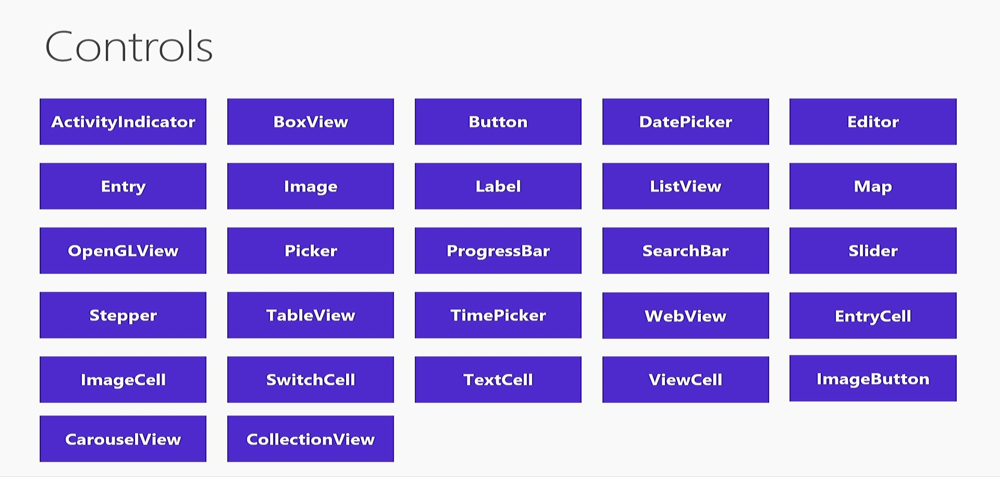 Controls
ActivityIndicator
BoxView
Button
DatePicker
Editor
Entry
Image
Label
ListView
Map
OpenGLView
Picker
ProgressBar
SearchBar
Slider
Stepper
TableView
TimePicker
WebView
EntryCell
ImageCell
SwitchCell
TextCell
ViewCell
ImageButton
CarouselView
CollectionView